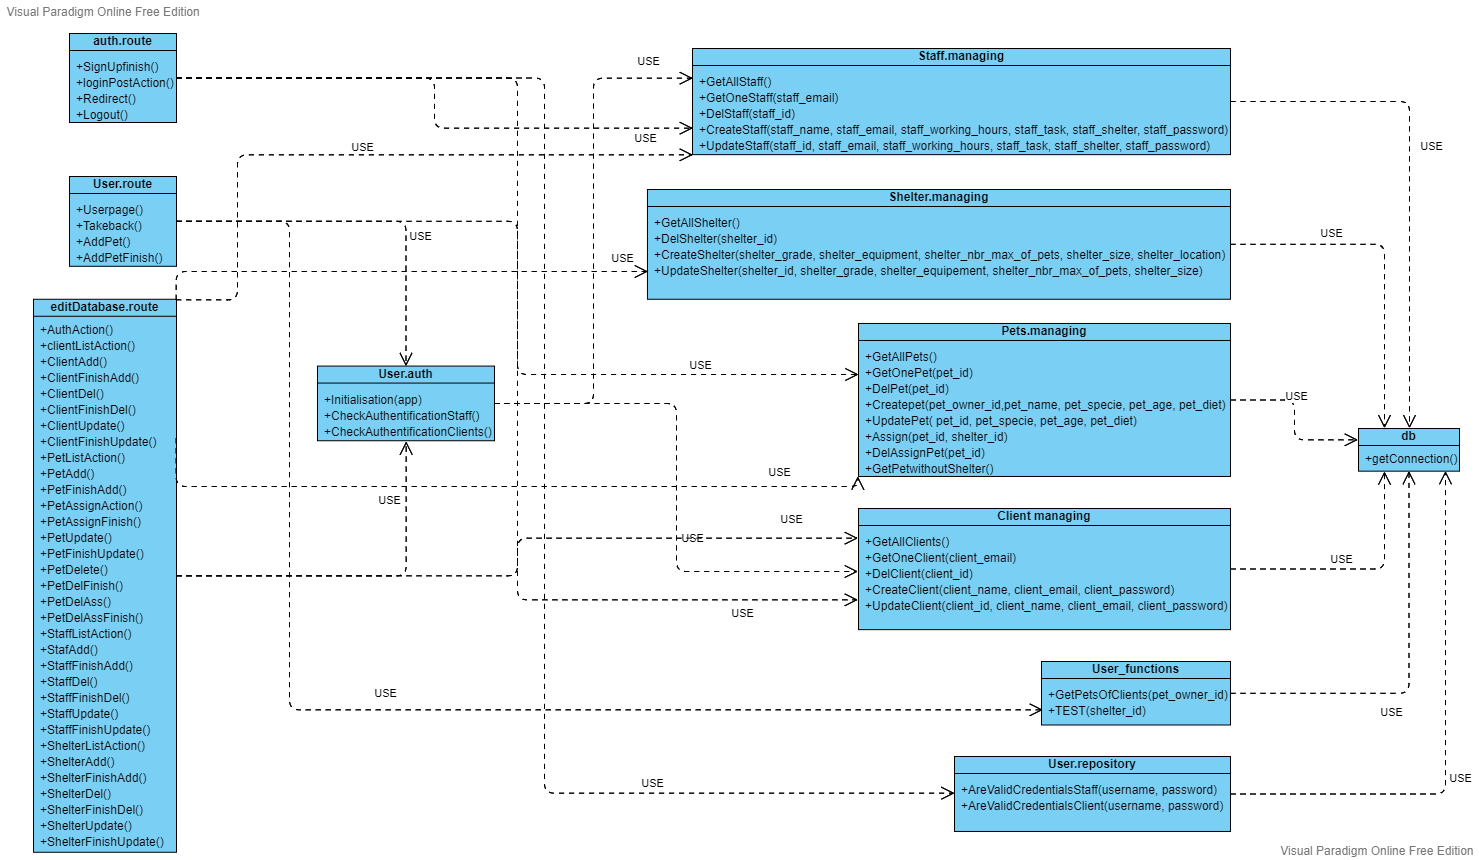 Visual Paradigm Online Free Edition
auth.route
+SignUpfinish()
+loginPostAction()
+Redirect()
+Logout()
User.route
+Userpage()
+Takeback()
+AddPet()
+AddPetFinish()
editDatabase.route
+AuthAction()
+clientListAction()
+ClientAdd()
+ClientFinishAdd()
+ClientDel()
+ClientFinishDel()
+ClientUpdate()
+ClientFinishUpdate()
+PetListAction()
+PetAdd()
+PetFinishAdd()
+PetAssignAction()
+PetAssignFinish()
+PetUpdate()
+PetFinishUpdate()
+PetDelete()
+PetDelFinish()
+PetDelAss()
+PetDelAssFinish()
+StaffListAction()
+StafAdd()
+StaffFinishAdd()
+StaffDel()
+StaffFinishDel()
+StaffUpdate()
+StaffFinishUpdate()
+ShelterListAction()
+ShelterAdd()
+ShelterFinishAdd()
+ShelterDel()
+ShelterFinishDel()
+ShelterUpdate()
+ShelterFinishUpdate()
USE
USE
USE
USE
User.auth
+Initialisation(app)
+CheckAuthentificationStaff()
+CheckAuthentificationClients()
USE
USE
USE
USE
USE
USE
USE
USE
USE
USE
Staff.managing
+GetAllStaff()
+GetOneStaff(staff_email)
+DelStaff(staff_id)
+CreateStaff(staff_name, staff_email, staff_working_hours, staff_task, staff_shelter, staff_password)
+UpdateStaff(staff_id, staff_email, staff_working_hours, staff_task, staff_shelter, staff_password)
Shelter.managing
+GetAllShelter()
+DelShelter(shelter_id)
+CreateShelter(shelter_grade, shelter_equipment, shelter_nbr_max_of_pets, shelter_size, shelter_location)
+UpdateShelter(shelter_id, shelter_grade, shelter_equipement, shelter_nbr_max_of_pets, shelter_size)
Pets.managing
+GetAllPets()
+GetOnePet(pet_id)
+DelPet(pet_id)
+Createpet(pet_owner_id,pet_name, pet_specie, pet_age, pet_diet)
+UpdatePet( pet_id, pet_specie, pet_age, pet_diet)
+Assign(pet_id, shelter_id)
+DelAssignPet(pet_id)
+GetPetwithoutShelter()
Client managing
+GetAllClients()
+GetOneClient(client_email)
+DelClient(client_id)
+CreateClient(client_name, client_email, client_password)
+UpdateClient(client_id, client_name, client_email, client_password)
User_functions
+GetPetsOfClients(pet_owner_id)
+TEST(shelter_id)
User.repository
+AreValidCredentialsStaff(username, password)
+AreValidCredentialsClient(username, password)
USE
USE
USE
db
+getConnection()
USE
USE
USE
Visual Paradigm Online Free Edition